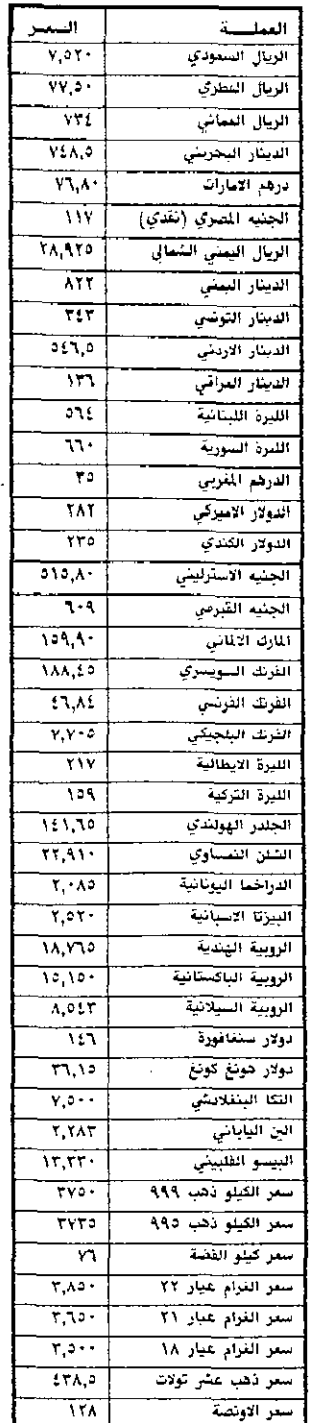 العملـــة	السعـر
الريال السعودي	٧,٥٢٠
الريال القطري	٧٧,٥٠
الريال العماني	٧٣٤
الدينار البحريني	٧٤٨,٥
درهم الامارات	٧٦,٨٠
الجنيه المصري (نقدي)	١١٧
الريال اليمني الشمالي	٢٨,٩٢٥
الدينار اليمني	٨٢٢
الدينار التونسي	٣٤٣
الدينار الاردني	٥٤٦,٥
الدينار العراقي	١٣٦
الليرة اللبنانية	٥٦٤
الليرة السورية	٦٦٠
الدرهم المغربي	٣٥
الدولار الاميركي	٢٨٢
الدولار الكندي	٢٣٥
الجنيه الاسترليني	٥١٥,٨٠
الجنيه القبرصي	٦٠٩
المارك الالماني	١٥٩,٩٠
الفرنك السويسري	١٨٨,٤٥
الفرنك الفرنسي	٤٦,٨٤
الفرنك البلجيكي	٧,٧٠٥
الليرة الايطالية	٢١٧
الليرة التركية	١٥٩
الجلدر الهولندي	١٤١,٦٥
الشلن النمساوي	٢٢,٩١٠
الدراخما اليونانية	٢,٠٨٥
البيزتا الاسبانية	٢,٥٢٠
الروبية الهندية	١٨,٧٦٥
الروبية الباكستانية	١٥,١٥٠
الروبية السيلانية	٨,٥٤٣
دولار سنغافورة	١٤٦
دولار هونغ كونغ	٣٦,١٥
التكا البنغلادشي	٧,٥٠٠
الين الياباني	٢,٢٨٣
البيسو الفلبيني	١٣,٣٣٠
سعر الكيلو ذهب ٩٩٩	٣٧٥٠
سعر الكيلو ذهب ٩٩٥	٣٧٣٥
سعر كيلو الفضة	٧٦
سعر الغرام عيار ٢٢	٣,٨٥٠
سعر الغرام عيار ٢١	٣,٦٥٠
سعر الغرام عيار ١٨	٣,٥٠٠
سعر ذهب عشر تولات	٤٣٨,٥
سعر الاونصة	١٢٨